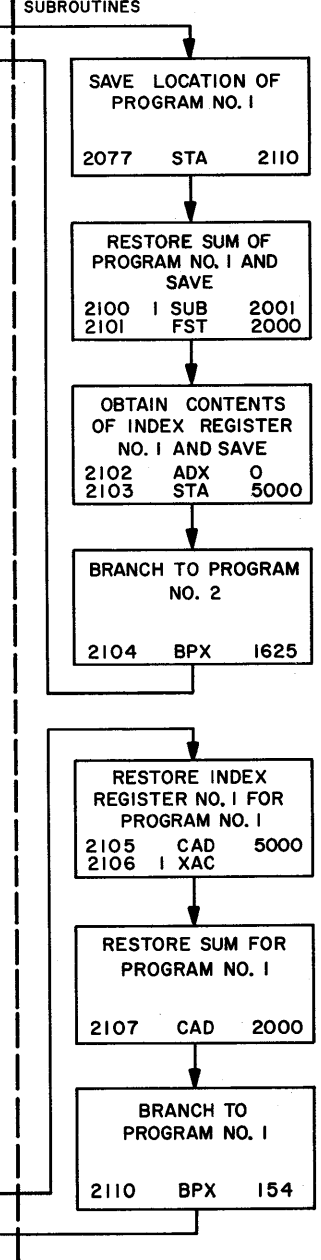 SUBROUTINES
SAVE LOCATION OF
PROGRAM NO. 1
2077 STA 2110
RESTORE SUM OF
PROGRAM NO. 1 AND
SAVE
2100 1 SUB 2001
2101 FST 2000
OBTAIN CONTENTS
OF INDEX REGISTER
NO. 1 AND SAVE
2102 ADX 0
2103 STA 5000
BRANCH TO PROGRAM
NO. 2
2104 BPX 1625
RESTORE INDEX
REGISTER NO. 1 FOR
PROGRAM NO. 1
2105 CAD 5000
2106 1 XAC
RESTORE SUM FOR
PROGRAM NO. 1
2107 CAD 2000
BRANCH TO
PROGRAM NO. 1
2110 BPX 154